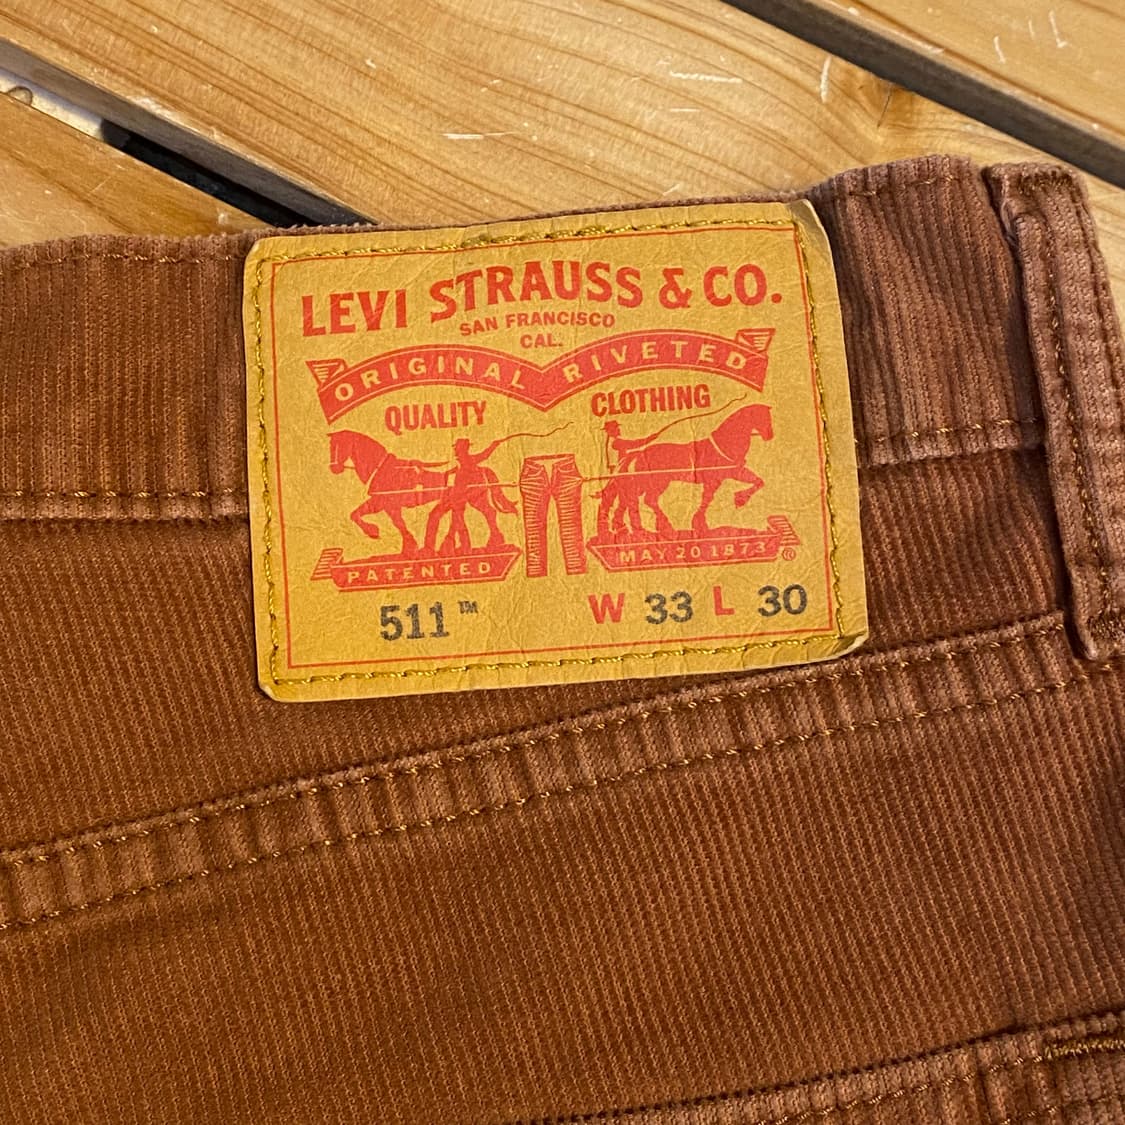 LEVI STRAUSS & CO.
SAN FRANCISCO
CAL.
ORIGINAL RIVETED
QUALITY CLOTHING
PATENTED MAY 20 1873 ®
511™ W 33 L 30